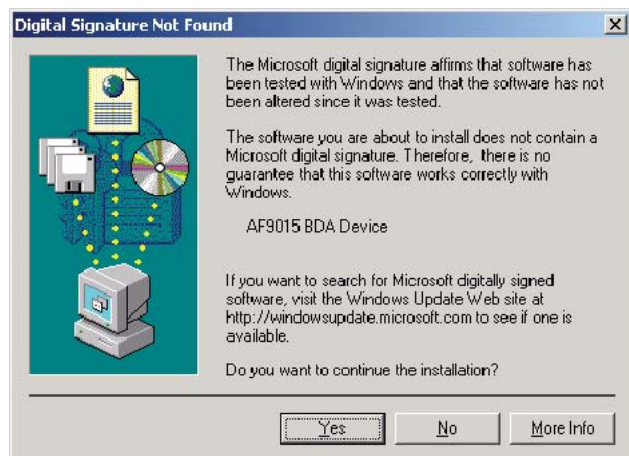 Digital Signature Not Found
The Microsoft digital signature affirms that software has
been tested with Windows and that the software has not
been altered since it was tested.
The software you are about to install does not contain a
Microsoft digital signature. Therefore, there is no
guarantee that this software works correctly with
Windows.
AF9015 BDA Device
If you want to search for Microsoft digitally signed
software, visit the Windows Update Web site at
http://windowsupdate.microsoft.com to see if one is
available.
Do you want to continue the installation?
Yes
No
More Info